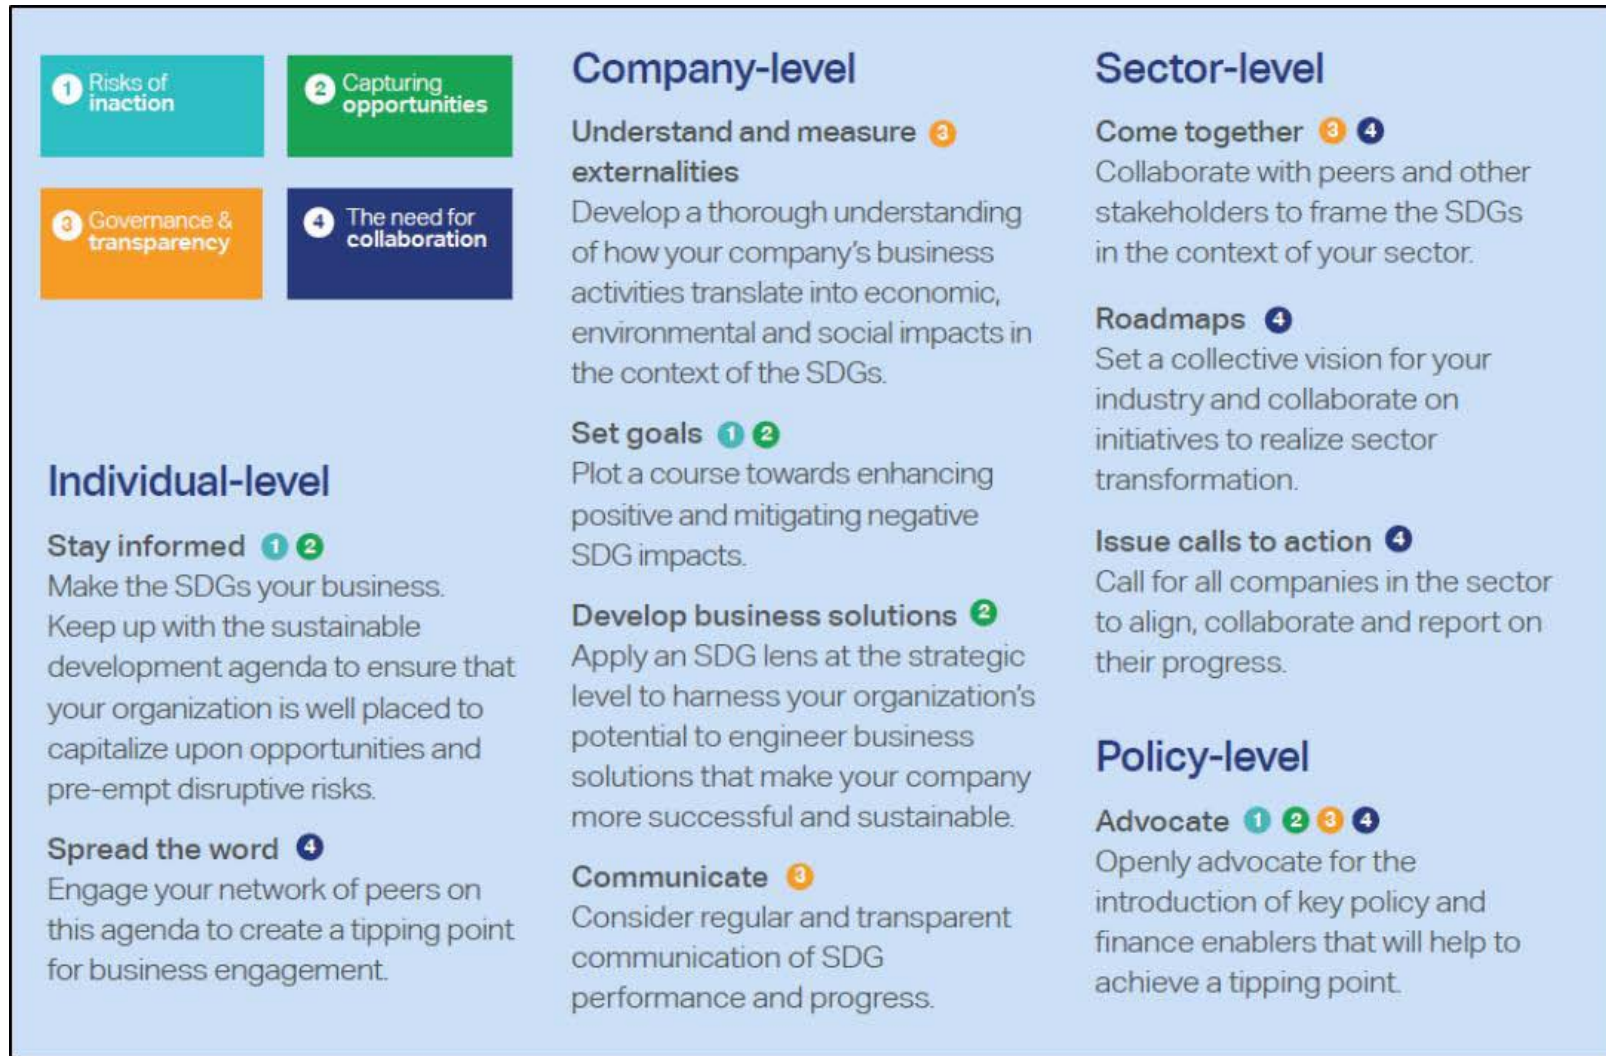 1 Risks of
inaction
2 Capturing
opportunities
3 Governance &
transparency
4 The need for
collaboration
Individual-level
Stay informed 1 2
Make the SDGs your business.
Keep up with the sustainable
development agenda to ensure that
your organization is well placed to
capitalize upon opportunities and
pre-empt disruptive risks.
Spread the word 4
Engage your network of peers on
this agenda to create a tipping point
for business engagement.
Company-level
Understand and measure 3
externalities
Develop a thorough understanding
of how your company's business
activities translate into economic,
environmental and social impacts in
the context of the SDGs.
Set goals 1 2
Plot a course towards enhancing
positive and mitigating negative
SDG impacts.
Develop business solutions 2
Apply an SDG lens at the strategic
level to harness your organization's
potential to engineer business
solutions that make your company
more successful and sustainable.
Communicate 3
Consider regular and transparent
communication of SDG
performance and progress.
Sector-level
Come together 3 4
Collaborate with peers and other
stakeholders to frame the SDGs
in the context of your sector.
Roadmaps 4
Set a collective vision for your
industry and collaborate on
initiatives to realize sector
transformation.
Issue calls to action 4
Call for all companies in the sector
to align, collaborate and report on
their progress.
Policy-level
Advocate 1 2 3 4
Openly advocate for the
introduction of key policy and
finance enablers that will help to
achieve a tipping point.